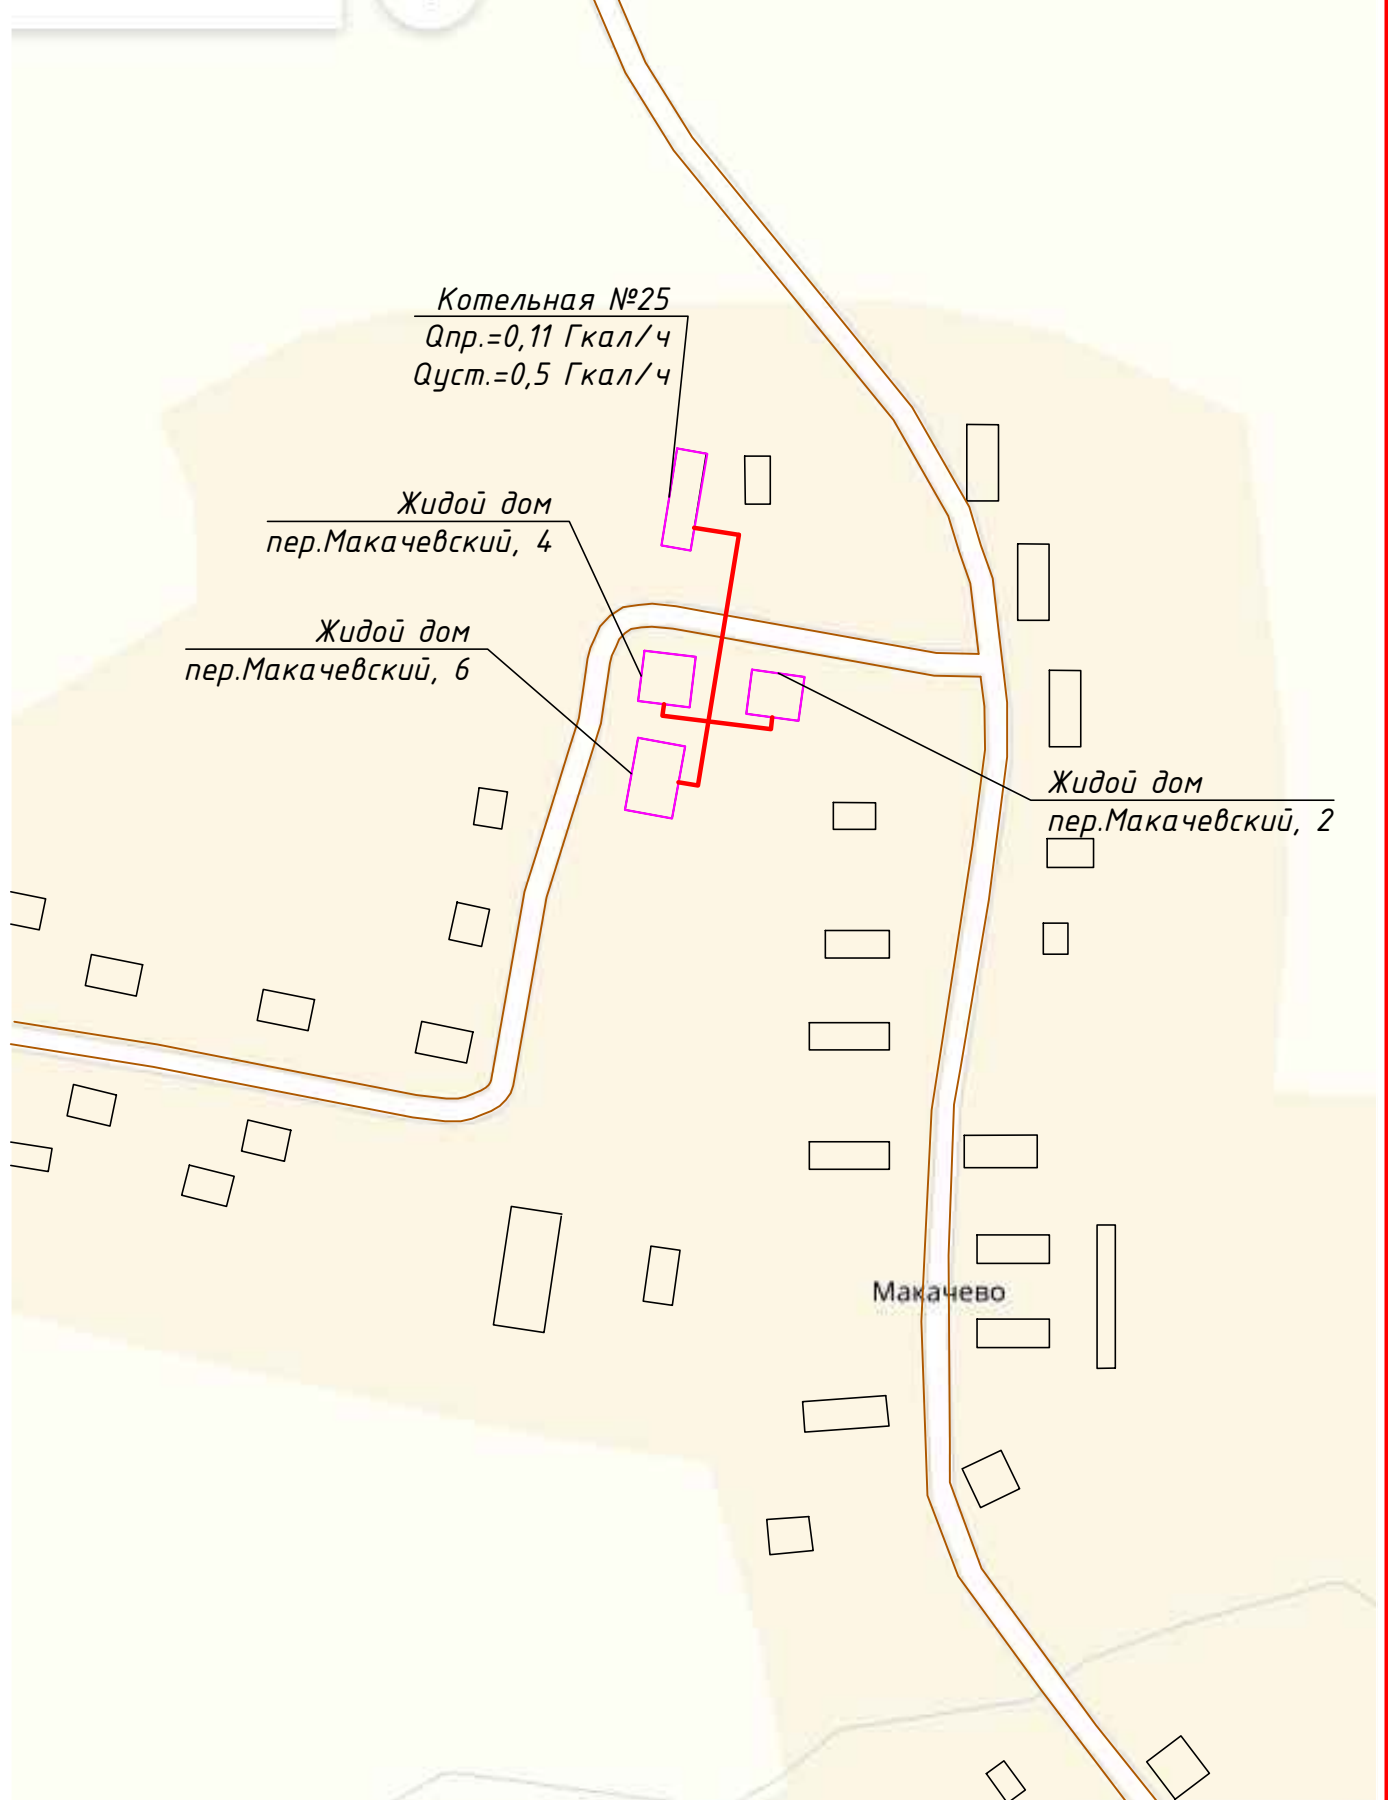 Котельная №25
Qпр.=0,11 Гкал/ч
Qуст.=0,5 Гкал/ч
Жидой дом
пер.Макачевский, 4
Жидой дом
пер.Макачевский, 6
Жидой дом
пер.Макачевский, 2
Макачево